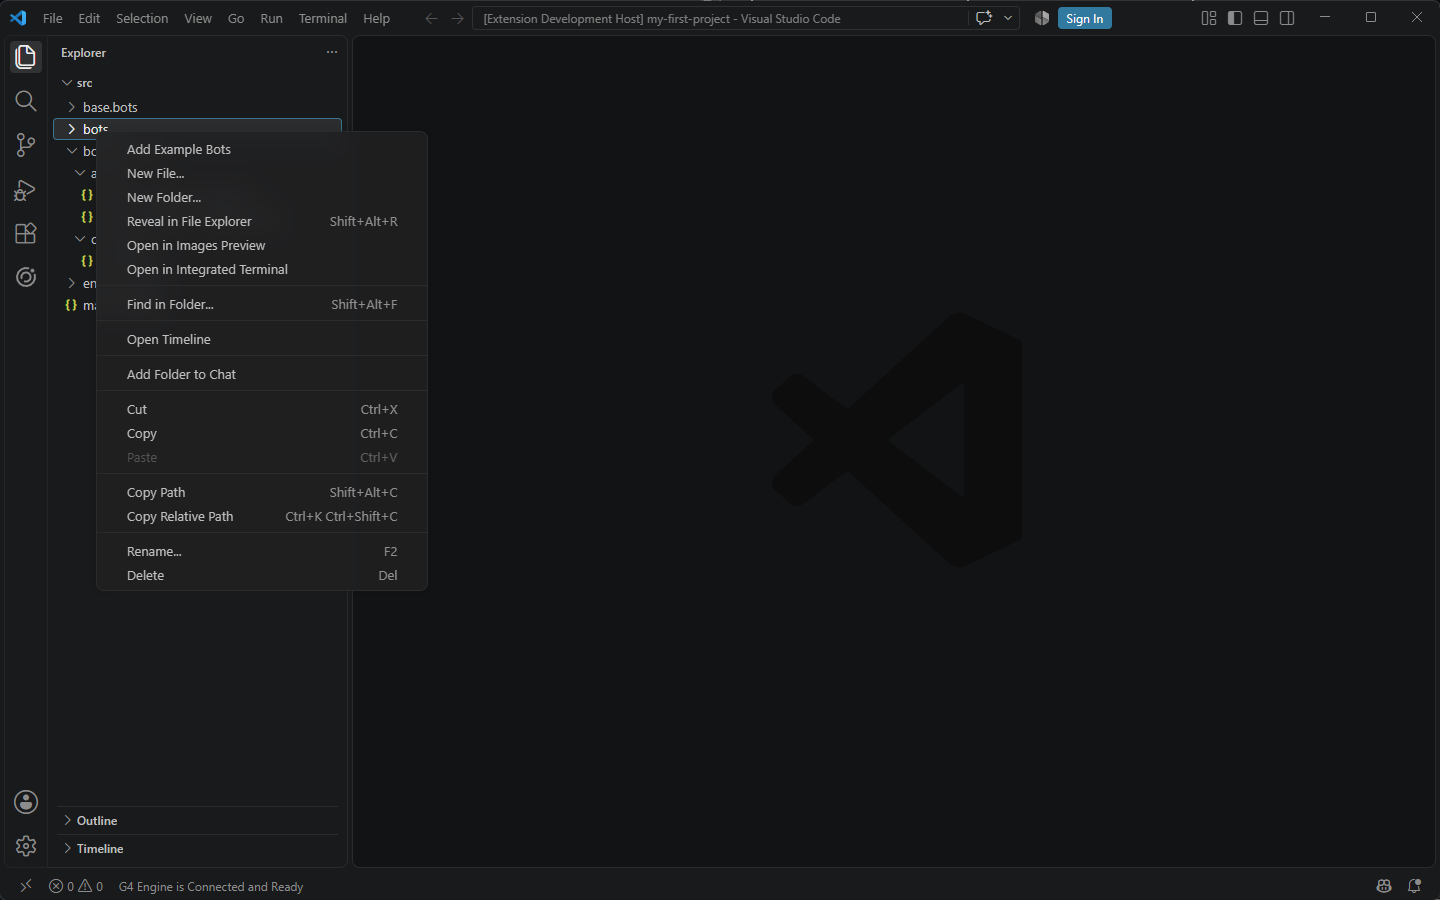 File Edit Selection View Go Run Terminal Help [Extension Development Host] my-first-project - Visual Studio Code Sign In
Explorer
src
base.bots
bots
Add Example Bots
New File...
New Folder...
Reveal in File Explorer Shift+Alt+R
Open in Images Preview
Open in Integrated Terminal
Find in Folder... Shift+Alt+F
Open Timeline
Add Folder to Chat
Cut Ctrl+X
Copy Ctrl+C
Paste Ctrl+V
Copy Path Shift+Alt+C
Copy Relative Path Ctrl+K Ctrl+Shift+C
Rename... F2
Delete Del
Outline
Timeline
0 0 G4 Engine is Connected and Ready